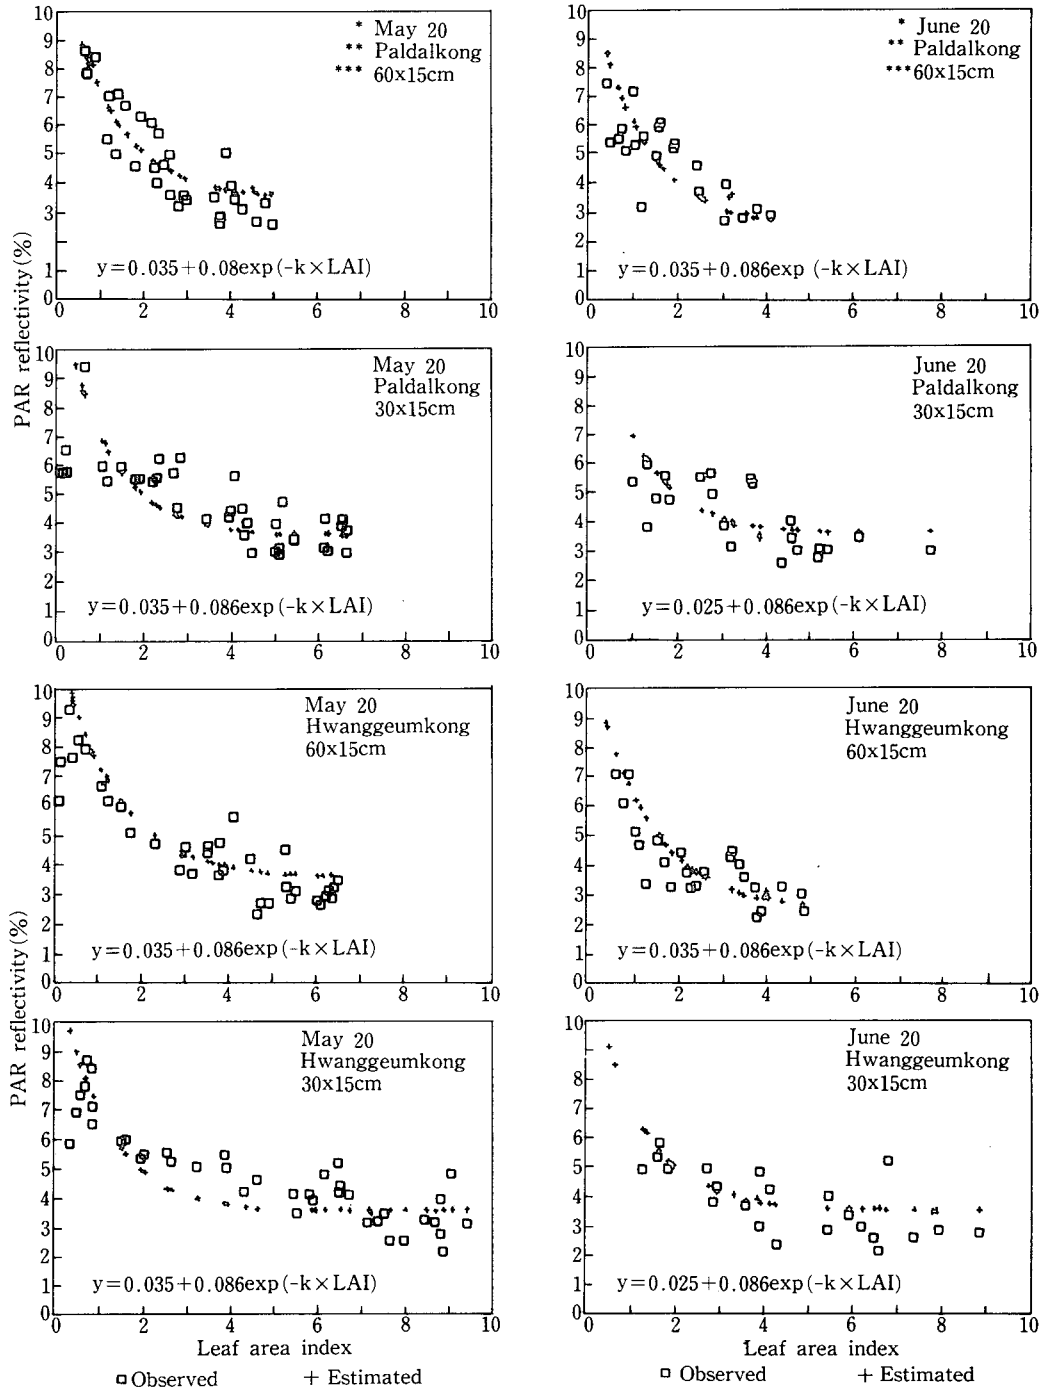 10
9
8
7
6
5
4
3
2
1
0
0 2 4 6 8 10
* May 20
** Paldalkong
*** 60x15cm
y=0.035+0.08exp(-k×LAI)
10
9
8
7
6
5
4
3
2
1
0
0 2 4 6 8 10
* June 20
** Paldalkong
*** 60x15cm
y=0.035+0.086exp (-k×LAI)
PAR reflectivity(%)
10
9
8
7
6
5
4
3
2
1
0
0 2 4 6 8 10
May 20
Paldalkong
30x15cm
y=0.035+0.086exp(-k×LAI)
10
9
8
7
6
5
4
3
2
1
0
0 2 4 6 8 10
June 20
Paldalkong
30x15cm
y=0.025+0.086exp(-k×LAI)
10
9
8
7
6
5
4
3
2
1
0
0 2 4 6 8 10
May 20
Hwanggeumkong
60x15cm
y=0.035+0.086exp(-k×LAI)
10
9
8
7
6
5
4
3
2
1
0
0 2 4 6 8 10
June 20
Hwanggeumkong
60x15cm
y=0.035+0.086exp(-k×LAI)
PAR reflectivity(%)
10
9
8
7
6
5
4
3
2
1
0
0 2 4 6 8 10
May 20
Hwanggeumkong
30x15cm
y=0.035+0.086exp(-k×LAI)
Leaf area index
□ Observed + Estimated
10
9
8
7
6
5
4
3
2
1
0
0 2 4 6 8 10
June 20
Hwanggeumkong
30x15cm
y=0.025+0.086exp(-k×LAI)
Leaf area index
□ Observed + Estimated